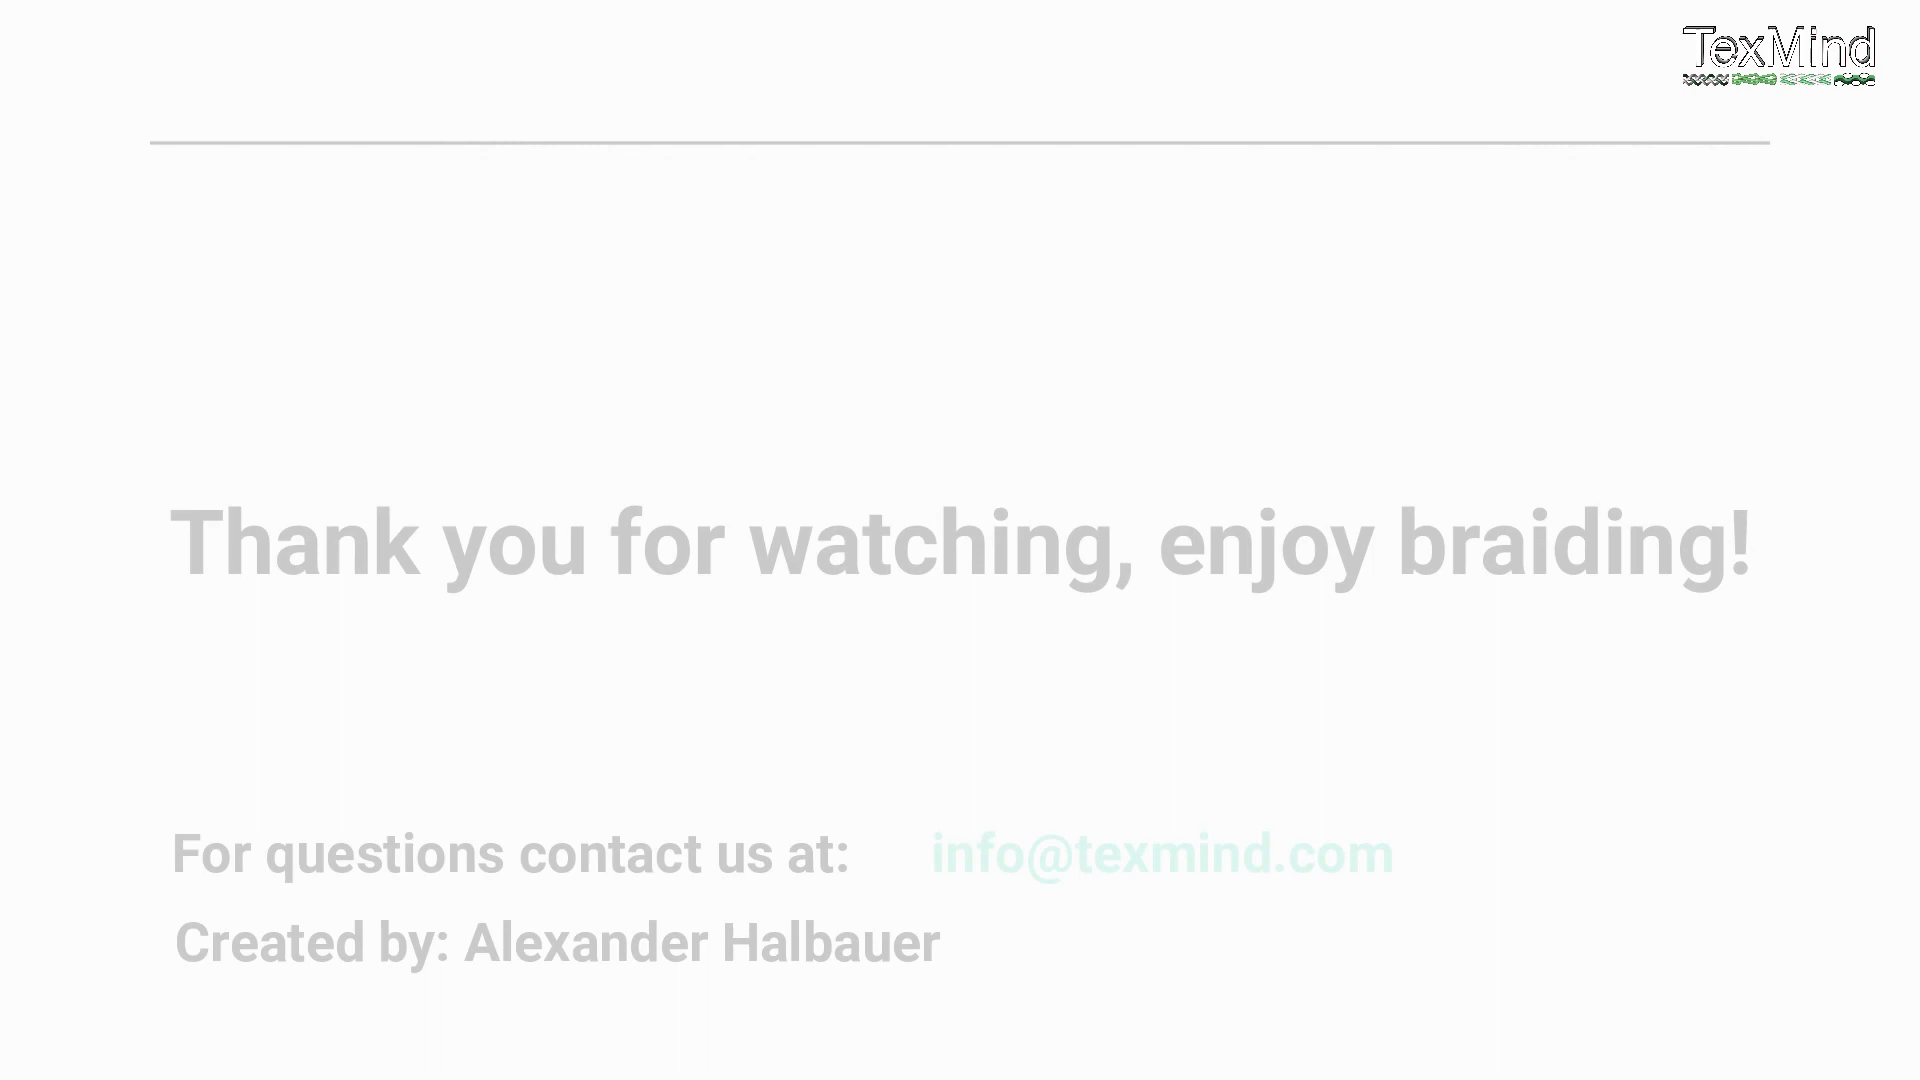 TexMind
Thank you for watching, enjoy braiding!
For questions contact us at: info@texmind.com
Created by: Alexander Halbauer